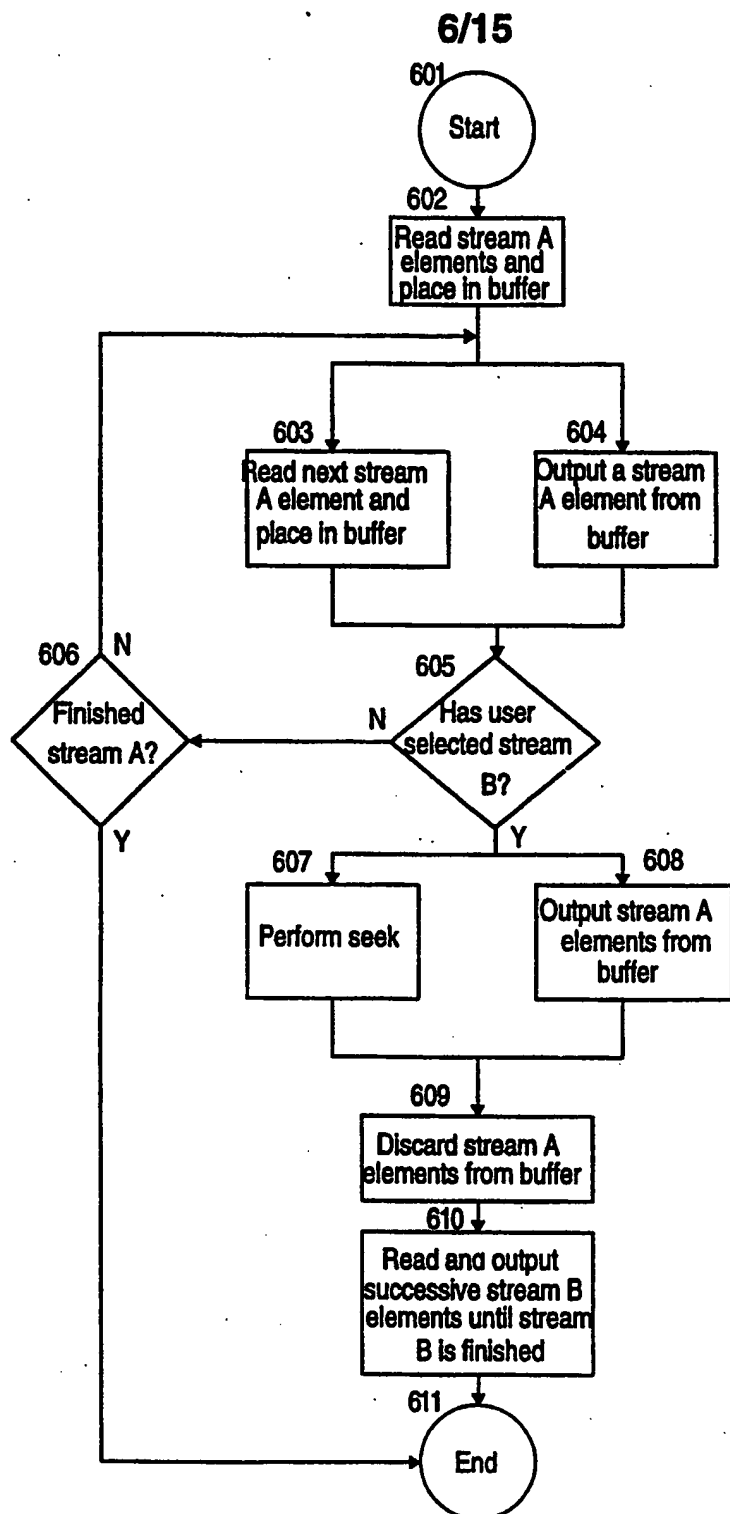 6/15
601
Start
602
Read stream A
elements and
place in buffer
603
Read next stream
A element and
place in buffer
604
Output a stream
A element from
buffer
605
Has user
selected stream
B?
N
Y
606
Finished
stream A?
N
Y
607
Perform seek
608
Output stream A
elements from
buffer
609
Discard stream A
elements from buffer
610
Read and output
successive stream B
elements until stream
B is finished
611
End